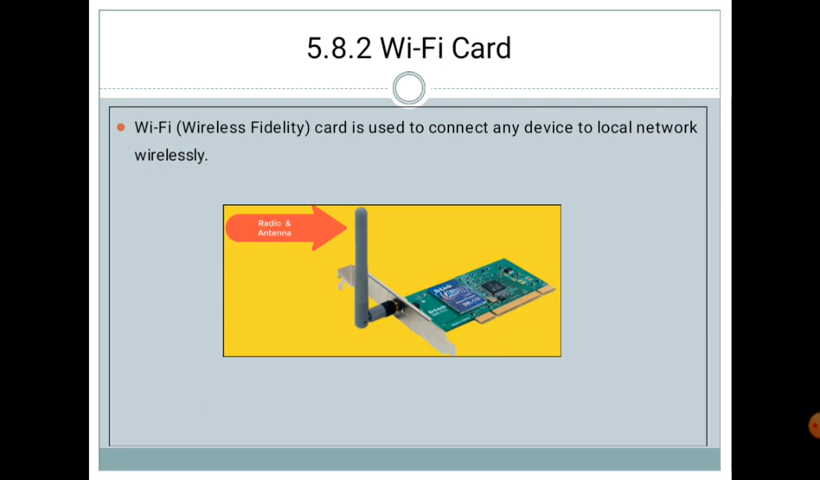 5.8.2 Wi-Fi Card
Wi-Fi (Wireless Fidelity) card is used to connect any device to local network
wirelessly.
Radio &
Antenna
D-Link